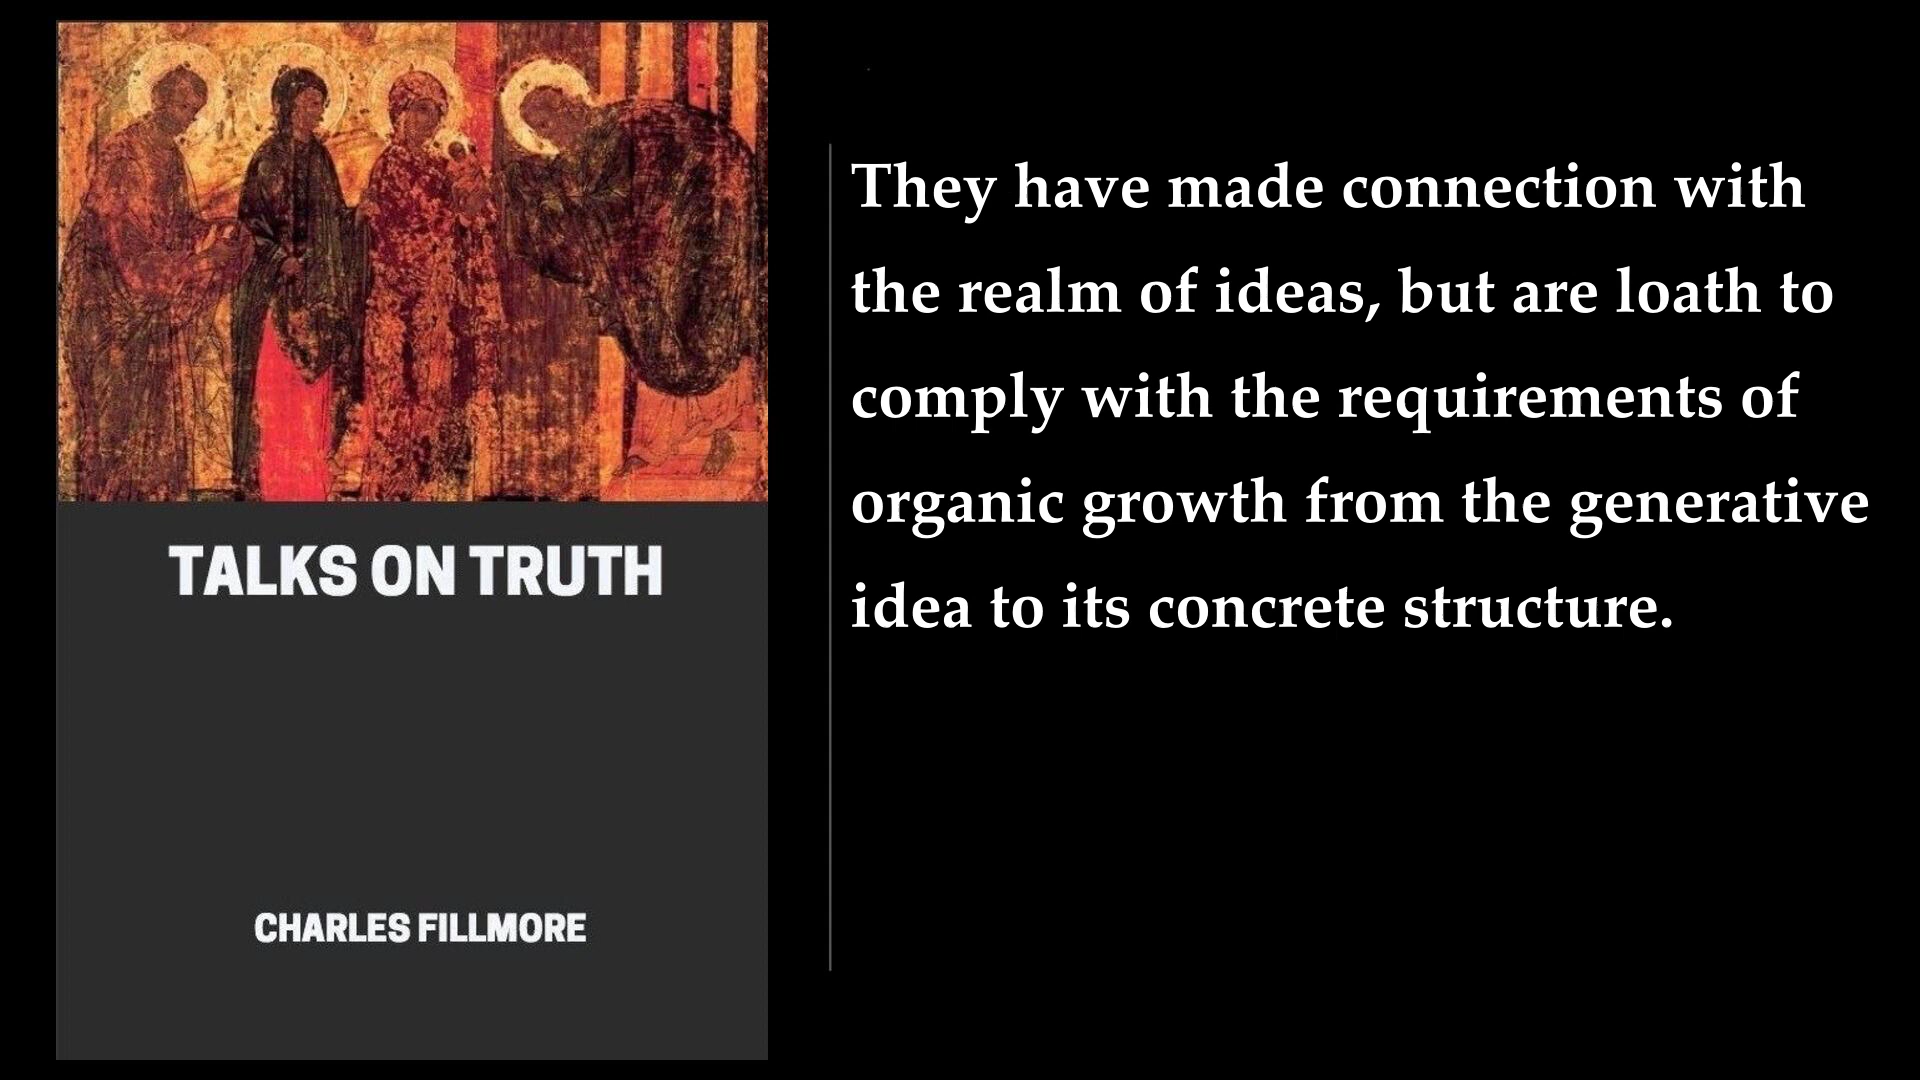 TALKS ON TRUTH
CHARLES FILLMORE
They have made connection with
the realm of ideas, but are loath to
comply with the requirements of
organic growth from the generative
idea to its concrete structure.